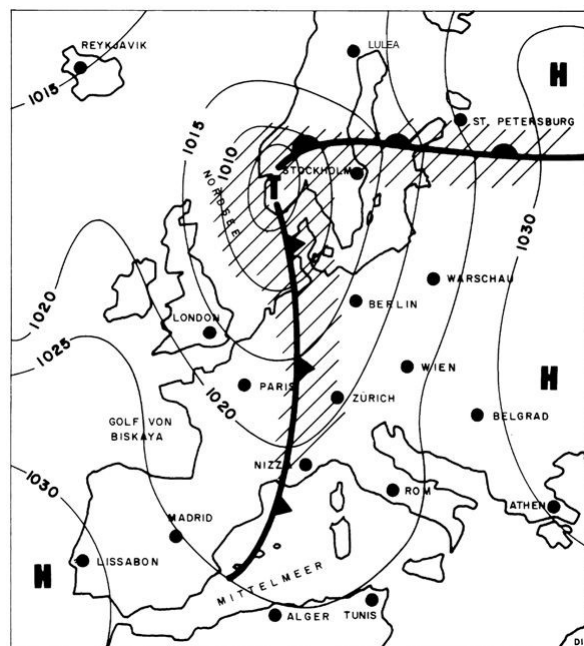 REYKJAVIK
LULEA
H
1015
ST. PETERSBURG
1015
1010
STOCKHOLM
T
NORDSEE
1030
WARSCHAU
BERLIN
1020
LONDON
1025
WIEN
H
PARIS
ZÜRICH
1020
BELGRAD
GOLF VON
BISKAYA
NIZZA
1030
ROM
ATHEN
MADRID
H
LISSABON
MITTELMEER
ALGER
TUNIS